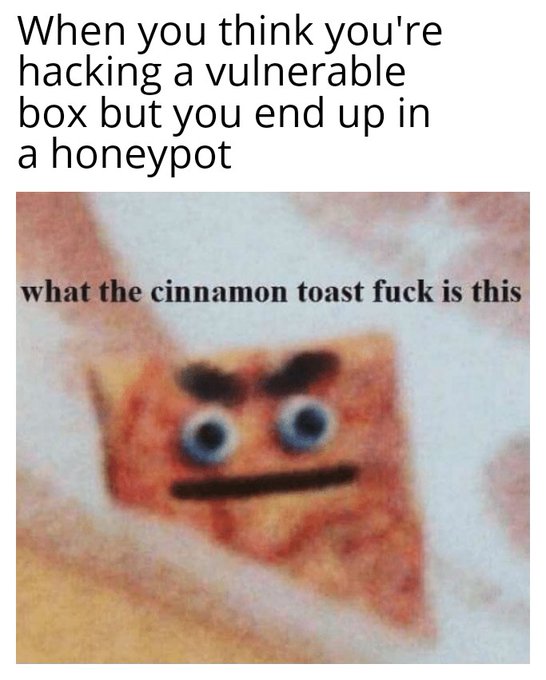 When you think you're
hacking a vulnerable
box but you end up in
a honeypot
what the cinnamon toast fuck is this